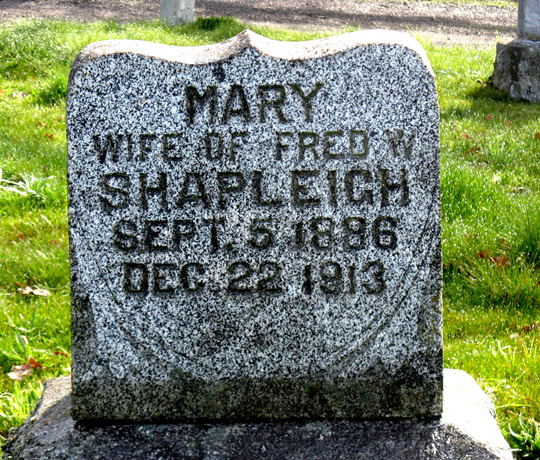 MARY
WIFE OF FRED W
SHAPLEIGH
SEPT. 5 1886
DEC. 22 1913